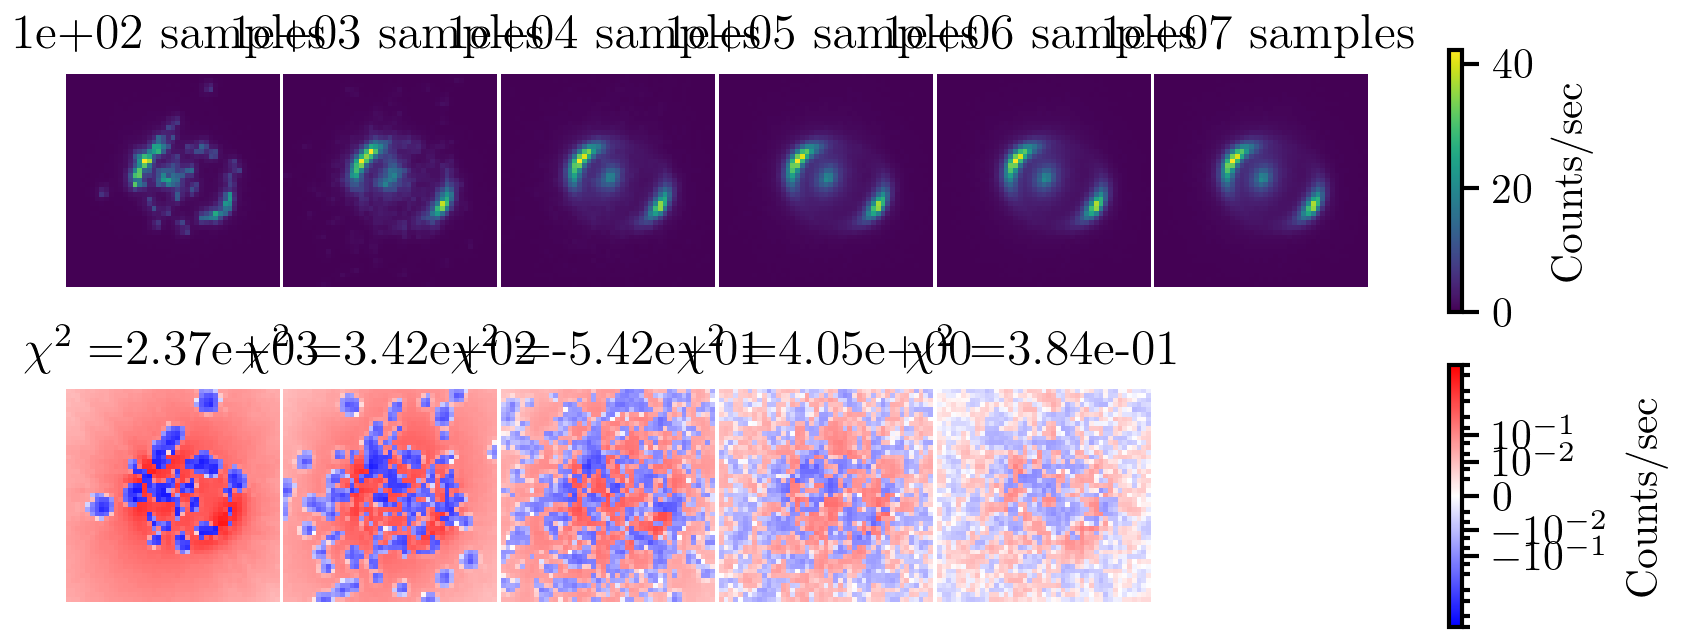 1e+02 samples
1e+03 samples
1e+04 samples
1e+05 samples
1e+06 samples
1e+07 samples
40
20
0
Counts/sec
χ² =2.37e+03
χ² =3.42e+02
χ² =-5.42e+01
χ² =4.05e+00
χ² =3.84e-01
10⁻¹
10⁻²
0
−10⁻²
−10⁻¹
Counts/sec